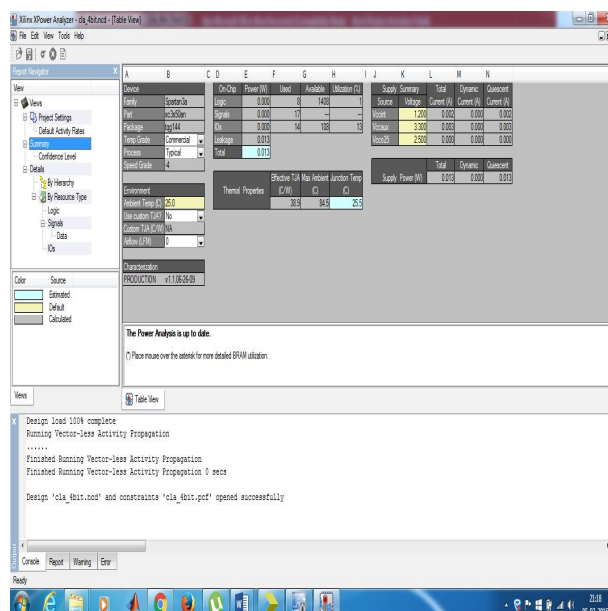 Xilinx XPower Analyzer - cla_4bit.ncd - [Table View]
File Edit View Tools Help
Report Navigator X
View
Views
Project Settings
Default Activity Rates
Summary
Confidence Level
Details
By Hierarchy
By Resource Type
Logic
Signals
Data
IOs
Color Source
Estimated
Default
Calculated
Views
A B C D E F G H I J K L M N
Device
Family Spartan3a
Part xc3s50an
Package tqg144
Temp Grade Commercial
Process Typical
Speed Grade -4
Environment
Ambient Temp (C) 25.0
Use custom TJA? No
Custom TJA (C/W) NA
Airflow (LFM) 0
Characterization
PRODUCTION v1.1,06-26-09
On-Chip Power (W) Used Available Utilization (%)
Logic 0.000 8 1408 1
Signals 0.000 17 --- ---
IOs 0.000 14 108 13
Leakage 0.013
Total 0.013
Effective TJA Max Ambient Junction Temp
Thermal Properties (C/W) (C) (C)
38.9 84.5 25.5
Supply Summary Total Dynamic Quiescent
Source Voltage Current (A) Current (A) Current (A)
Vccint 1.200 0.002 0.000 0.002
Vccaux 3.300 0.003 0.000 0.003
Vcco25 2.500 0.000 0.000 0.000
Total Dynamic Quiescent
Supply Power (W) 0.013 0.000 0.013
The Power Analysis is up to date.
(*) Place mouse over the asterisk for more detailed BRAM utilization.
Table View
Design load 100% complete
Running Vector-less Activity Propagation
......
Finished Running Vector-less Activity Propagation
Finished Running Vector-less Activity Propagation 0 secs
Design 'cla_4bit.ncd' and constraints 'cla_4bit.pcf' opened successfully
Output
Console Report Warning Error
Ready
21:18